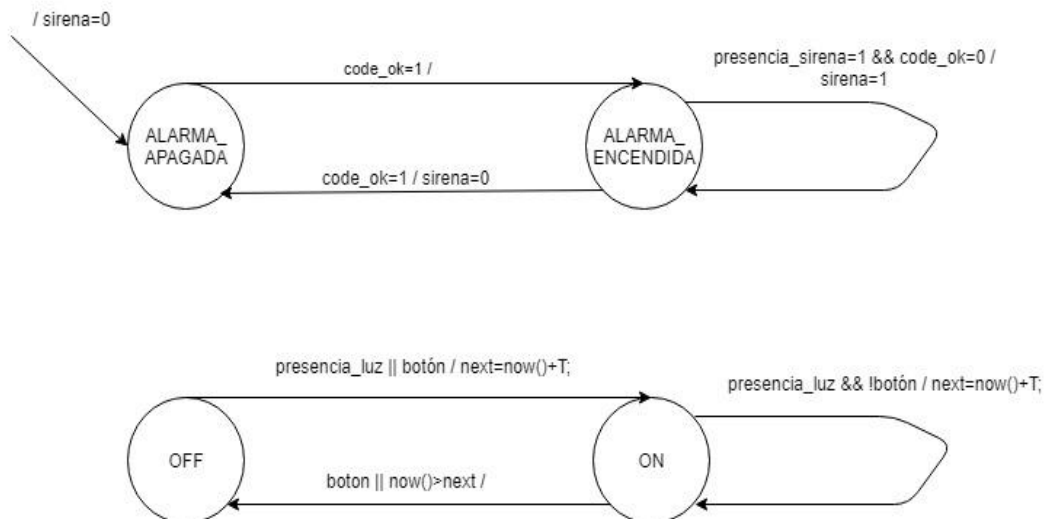 / sirena=0
code_ok=1 /
presencia_sirena=1 && code_ok=0 /
sirena=1
ALARMA_
APAGADA
ALARMA_
ENCENDIDA
code_ok=1 / sirena=0
presencia_luz || botón / next=now()+T;
presencia_luz && !botón / next=now()+T;
OFF
ON
boton || now()>next /